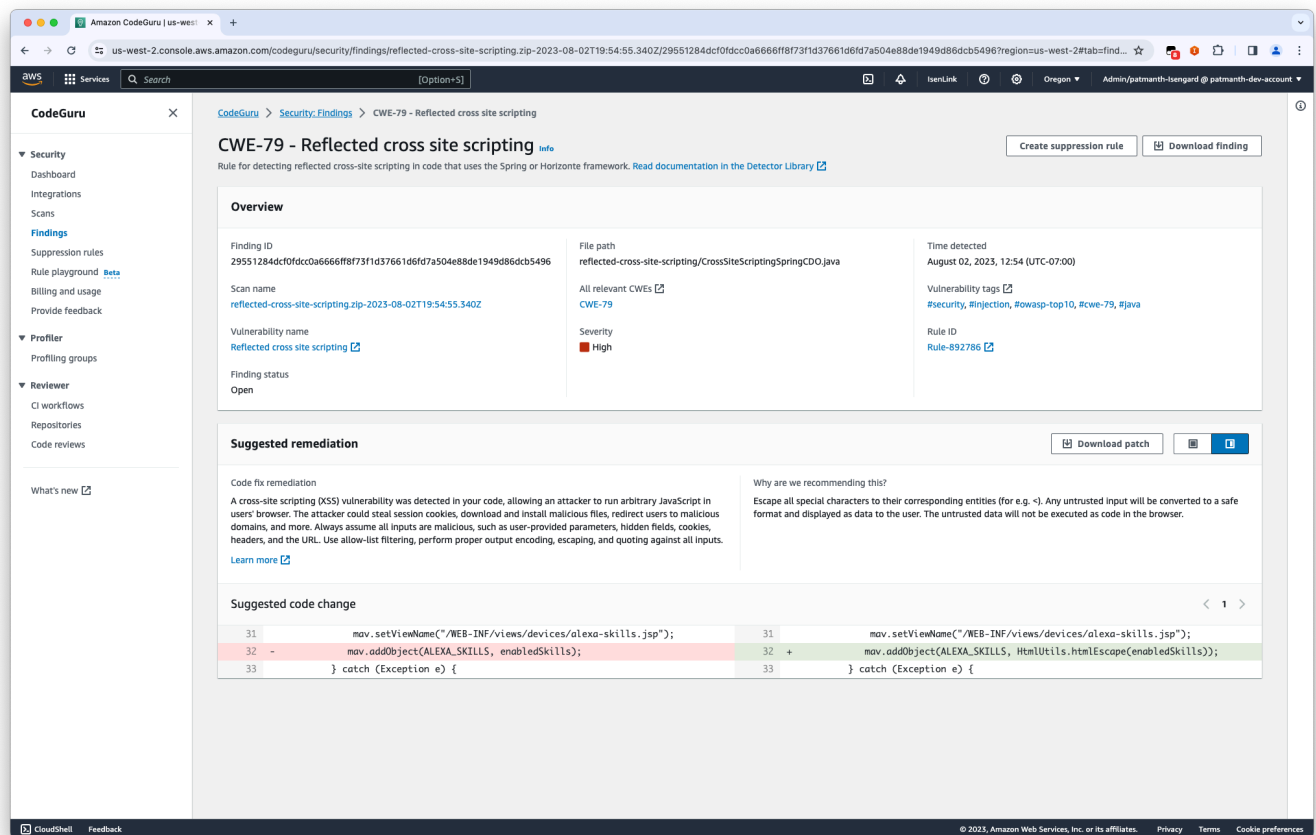 Amazon CodeGuru | us-west
us-west-2.console.aws.amazon.com/codeguru/security/findings/reflected-cross-site-scripting.zip-2023-08-02T19:54:55.340Z/29551284dcf0fdcc0a6666ff8f73f1d37661d6fd7a504e88de1949d86dcb5496?region=us-west-2#tab=find...
aws Services Search [Option+S] IsenLink Oregon Admin/patmanth-Isengard @ patmanth-dev-account
CodeGuru
Security
Dashboard
Integrations
Scans
Findings
Suppression rules
Rule playground Beta
Billing and usage
Provide feedback
Profiler
Profiling groups
Reviewer
CI workflows
Repositories
Code reviews
What's new
CodeGuru > Security: Findings > CWE-79 - Reflected cross site scripting
CWE-79 - Reflected cross site scripting Info
Create suppression rule Download finding
Rule for detecting reflected cross-site scripting in code that uses the Spring or Horizonte framework. Read documentation in the Detector Library
Overview
Finding ID
29551284dcf0fdcc0a6666ff8f73f1d37661d6fd7a504e88de1949d86dcb5496
Scan name
reflected-cross-site-scripting.zip-2023-08-02T19:54:55.340Z
Vulnerability name
Reflected cross site scripting
Finding status
Open
File path
reflected-cross-site-scripting/CrossSiteScriptingSpringCDO.java
All relevant CWEs
CWE-79
Severity
High
Time detected
August 02, 2023, 12:54 (UTC-07:00)
Vulnerability tags
#security, #injection, #owasp-top10, #cwe-79, #java
Rule ID
Rule-892786
Suggested remediation
Download patch
Code fix remediation
A cross-site scripting (XSS) vulnerability was detected in your code, allowing an attacker to run arbitrary JavaScript in
users' browser. The attacker could steal session cookies, download and install malicious files, redirect users to malicious
domains, and more. Always assume all inputs are malicious, such as user-provided parameters, hidden fields, cookies,
headers, and the URL. Use allow-list filtering, perform proper output encoding, escaping, and quoting against all inputs.
Learn more
Why are we recommending this?
Escape all special characters to their corresponding entities (for e.g. <). Any untrusted input will be converted to a safe
format and displayed as data to the user. The untrusted data will not be executed as code in the browser.
Suggested code change
< 1 >
31 mav.setViewName("/WEB-INF/views/devices/alexa-skills.jsp");
32 - mav.addObject(ALEXA_SKILLS, enabledSkills);
33 } catch (Exception e) {
31 mav.setViewName("/WEB-INF/views/devices/alexa-skills.jsp");
32 + mav.addObject(ALEXA_SKILLS, HtmlUtils.htmlEscape(enabledSkills));
33 } catch (Exception e) {
CloudShell Feedback © 2023, Amazon Web Services, Inc. or its affiliates. Privacy Terms Cookie preferences